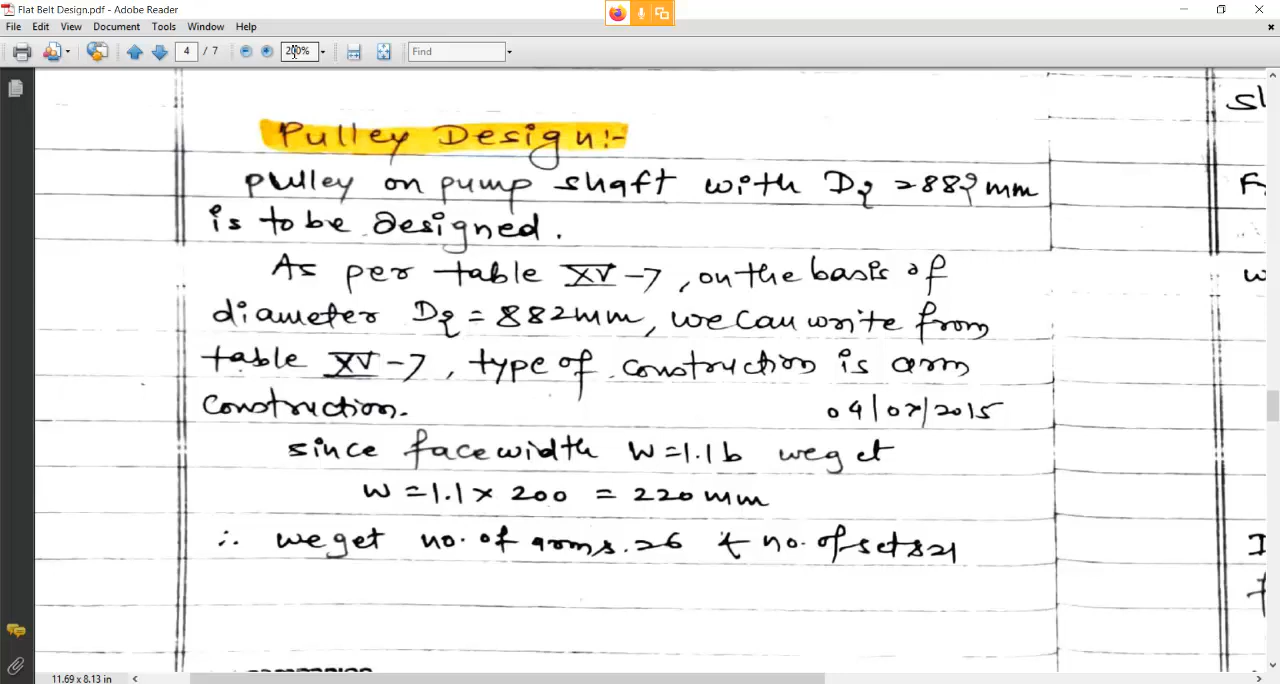 Flat Belt Design.pdf - Adobe Reader
File Edit View Document Tools Window Help
4 / 7 200% Find
Pulley Design:-
Pulley on pump shaft with D2 = 882 mm
is to be designed.
As per table XV-7, on the basis of
diameter D2 = 882mm, we can write from
table XV-7, type of construction is arm
construction.
04/07/2015
since face width W = 1.1b we get
W = 1.1 × 200 = 220 mm
∴ we get no. of arms = 6 & no. of sets = 1
11.69 x 8.13 in